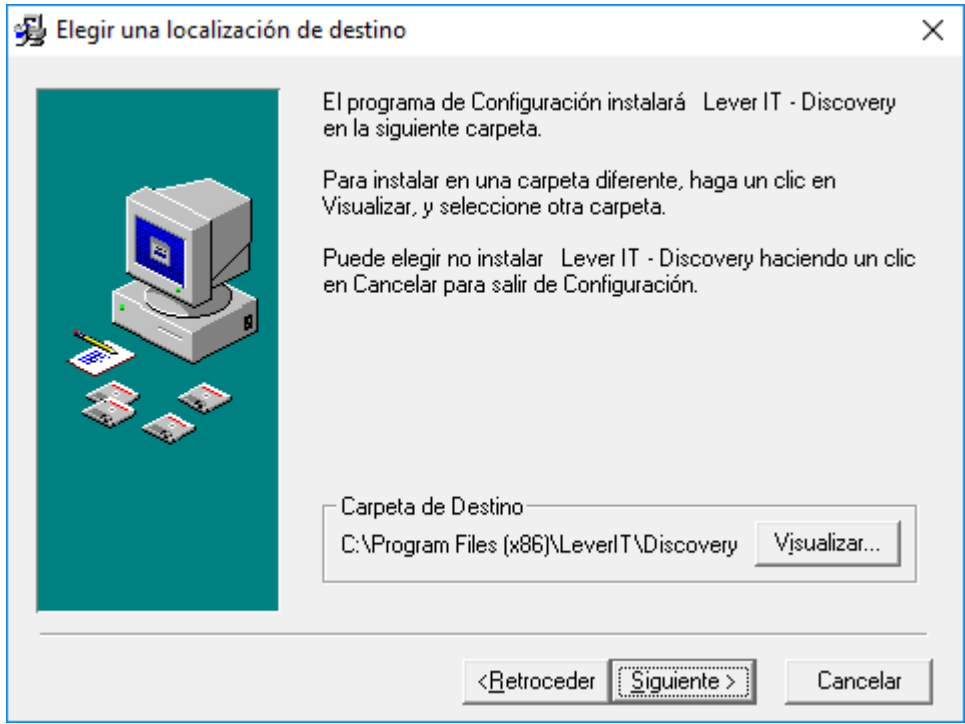 Elegir una localización de destino
El programa de Configuración instalará   Lever IT - Discovery
en la siguiente carpeta.
Para instalar en una carpeta diferente, haga un clic en
Visualizar, y seleccione otra carpeta.
Puede elegir no instalar   Lever IT - Discovery haciendo un clic
en Cancelar para salir de Configuración.
Carpeta de Destino
C:\Program Files (x86)\LeverIT\Discovery
Visualizar...
<Retroceder
Siguiente >
Cancelar